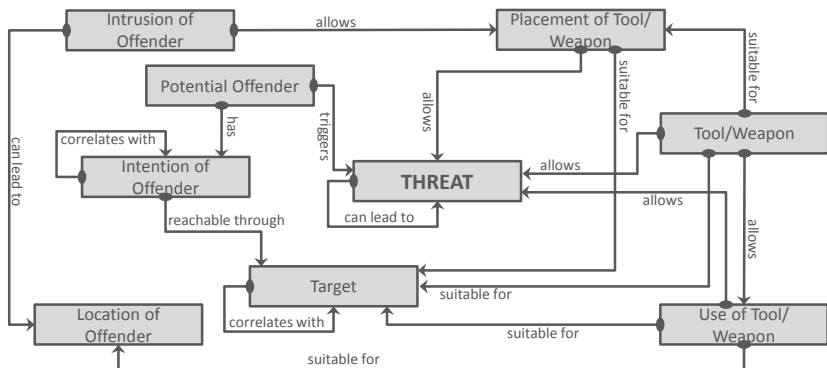 Intrusion of
Offender
allows
Placement of Tool/
Weapon
Potential Offender
suitable for
suitable for
can lead to
correlates with
has
triggers
allows
Tool/Weapon
Intention of
Offender
THREAT
allows
can lead to
allows
allows
reachable through
Target
suitable for
correlates with
Location of
Offender
suitable for
Use of Tool/
Weapon
suitable for